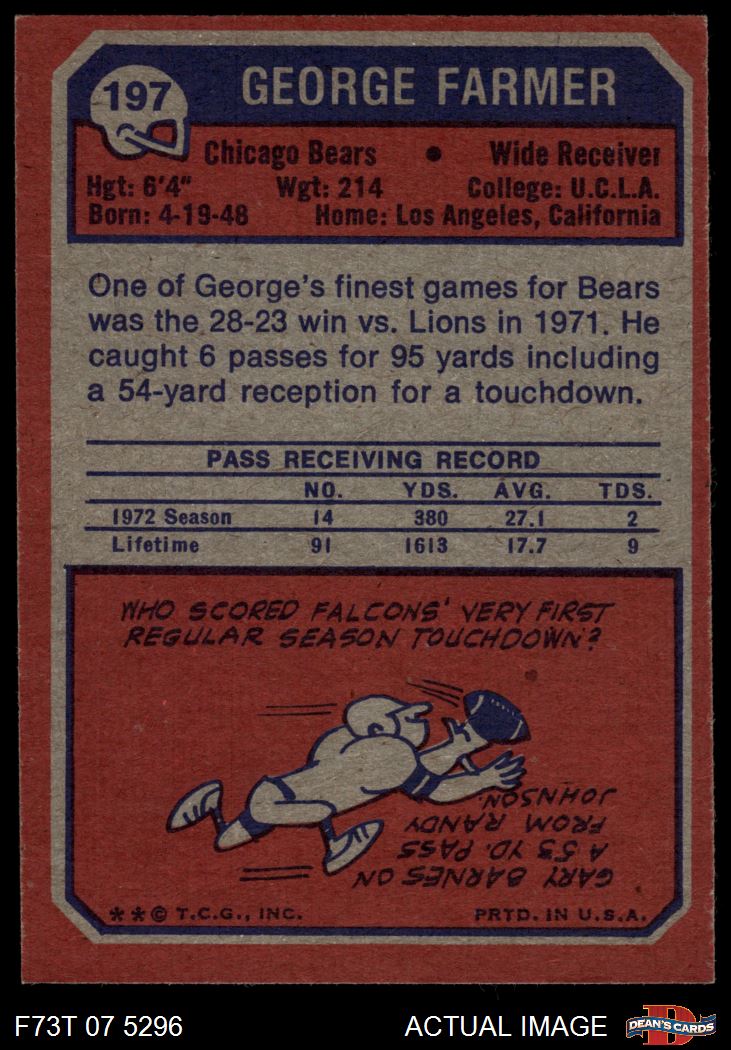 197
GEORGE FARMER
Chicago Bears • Wide Receiver
Hgt: 6'4" Wgt: 214 College: U.C.L.A.
Born: 4-19-48 Home: Los Angeles, California
One of George's finest games for Bears
was the 28-23 win vs. Lions in 1971. He
caught 6 passes for 95 yards including
a 54-yard reception for a touchdown.
PASS RECEIVING RECORD
NO. YDS. AVG. TDS.
1972 Season 14 380 27.1 2
Lifetime 91 1613 17.7 9
WHO SCORED FALCONS' VERY FIRST
REGULAR SEASON TOUCHDOWN?
GARY BARNES ON
A 53 YD. PASS
FROM RANDY
JOHNSON.
**© T.C.G., INC. PRTD. IN U.S.A.
F73T 07 5296 ACTUAL IMAGE D DEAN'S CARDS